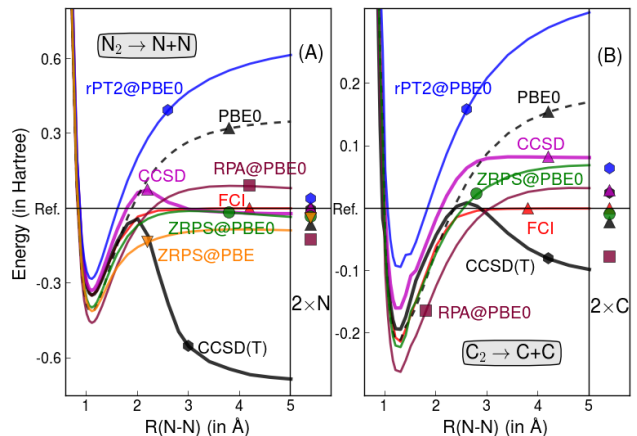 N₂ → N+N
(A)
rPT2@PBE0
PBE0
CCSD
RPA@PBE0
FCI
ZRPS@PBE0
ZRPS@PBE
CCSD(T)
2×N
0.6
0.3
Ref.
-0.3
-0.6
Energy (in Hartree)
1 2 3 4 5
R(N-N) (in Å)
(B)
rPT2@PBE0
PBE0
CCSD
ZRPS@PBE0
FCI
CCSD(T)
RPA@PBE0
2×C
C₂ → C+C
0.2
0.1
Ref.
-0.1
-0.2
1 2 3 4 5
R(N-N) (in Å)